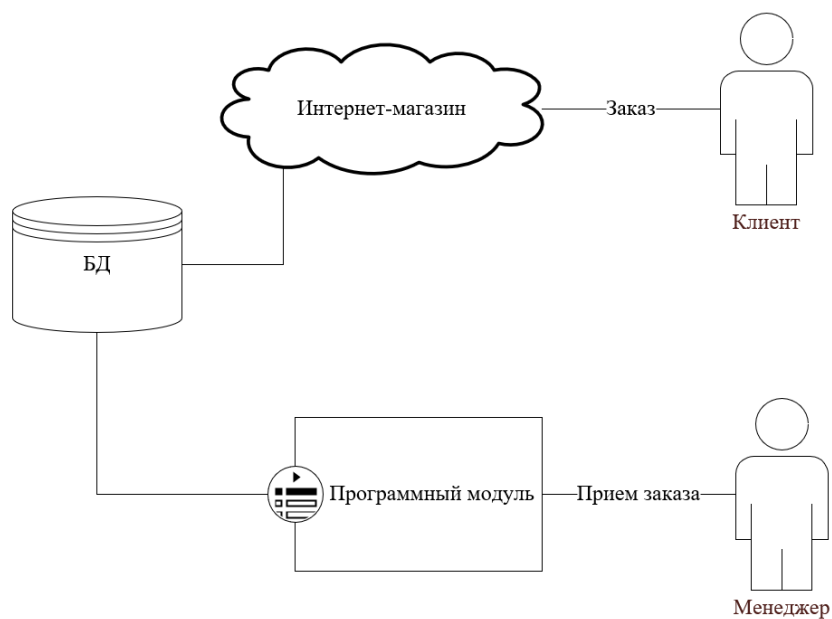 Интернет-магазин
Заказ
Клиент
БД
Программный модуль
Прием заказа
Менеджер